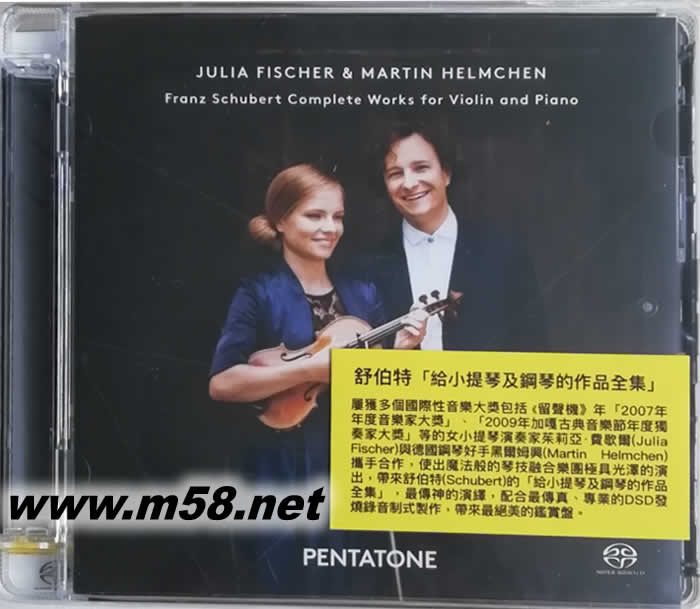 JULIA FISCHER & MARTIN HELMCHEN
Franz Schubert Complete Works for Violin and Piano
舒伯特「給小提琴及鋼琴的作品全集」
屢獲多個國際性音樂大獎包括《留聲機》年「2007年
年度音樂家大獎」、「2009年加嘎古典音樂節年度獨
奏家大獎」等的女小提琴演奏家茱莉亞·費歇爾(Julia
Fischer)與德國鋼琴好手黑爾姆興(Martin Helmchen)
攜手合作，使出魔法般的琴技融合樂團極具光澤的演
出，帶來舒伯特(Schubert)的「給小提琴及鋼琴的作品
全集」，最傳神的演繹，配合最傳真、專業的DSD發
燒錄音制式製作，帶來最絕美的鑑賞盤。
www.m58.net
PENTATONE
SUPER AUDIO CD